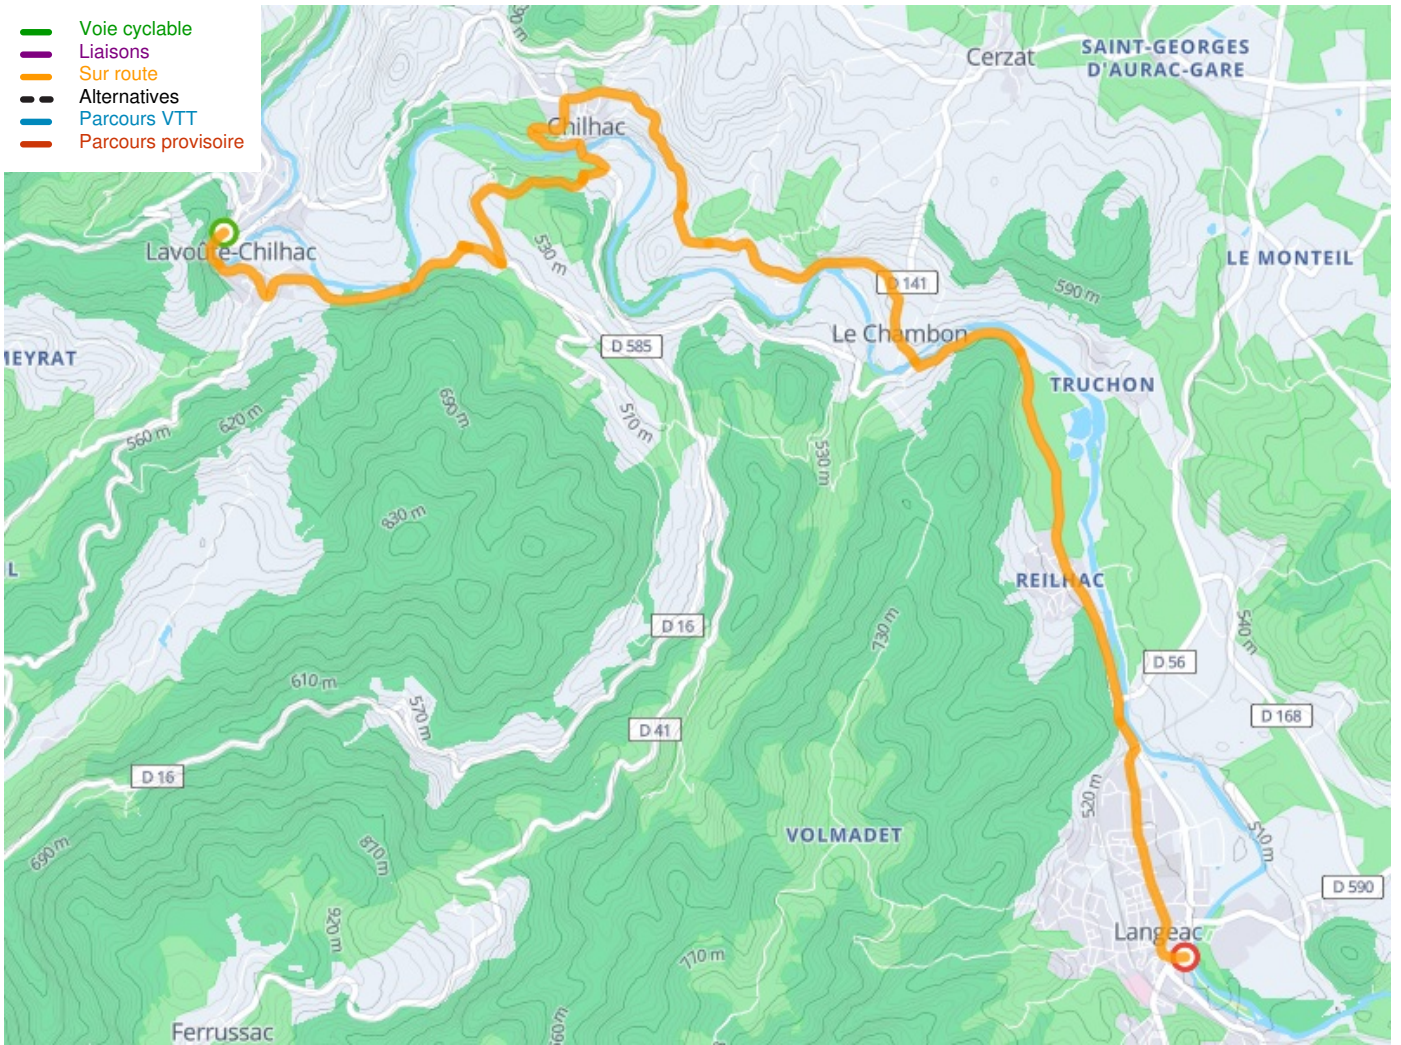 Voie cyclable
Liaisons
Sur route
Alternatives
Parcours VTT
Parcours provisoire
Cerzat
SAINT-GEORGES
D'AURAC-GARE
Chilhac
Lavoûte-Chilhac
530 m
LE MONTEIL
D 141
590 m
Le Chambon
D 585
MEYRAT
TRUCHON
690 m
620 m
570 m
560 m
530 m
830 m
REILHAC
D 16
730 m
540 m
D 56
610 m
570 m
D 168
D 41
D 16
520 m
VOLMADET
510 m
690 m
870 m
D 590
920 m
Langeac
770 m
Ferrussac